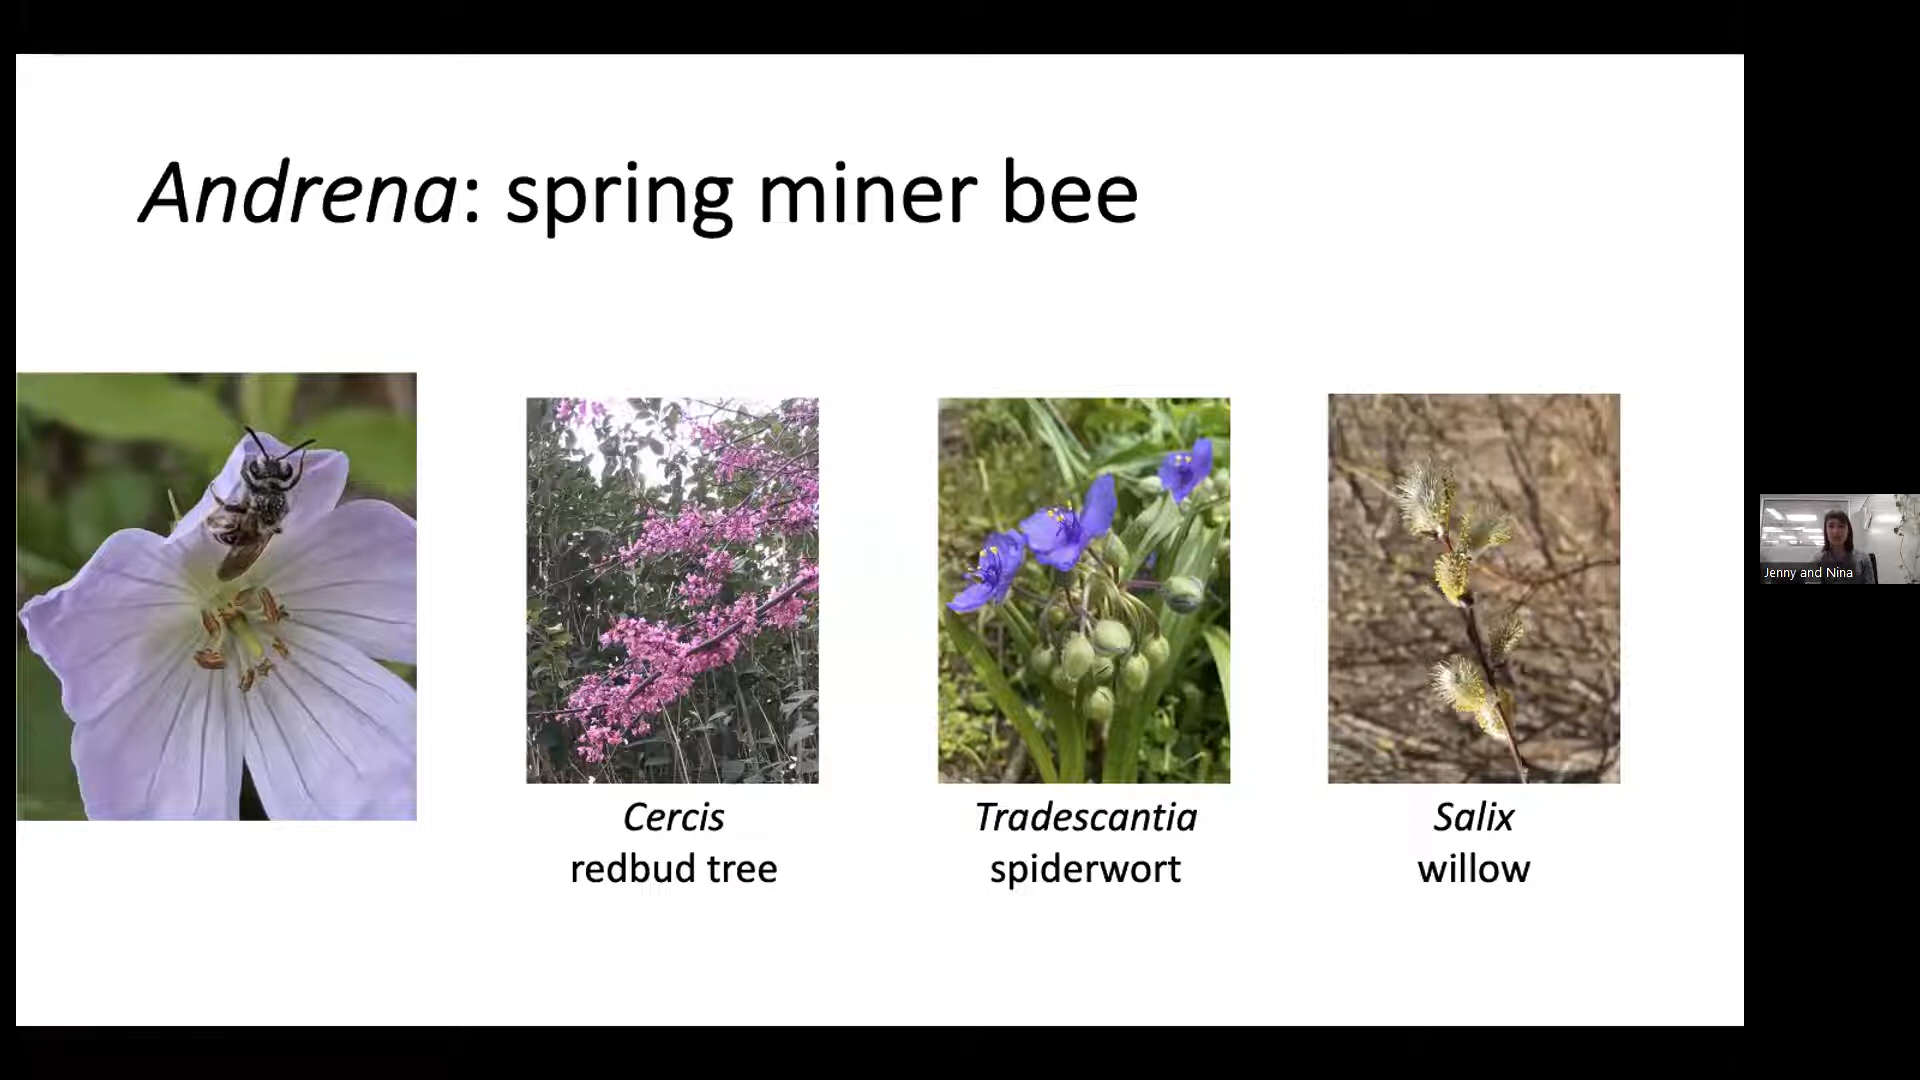 Andrena: spring miner bee
Cercis
redbud tree
Tradescantia
spiderwort
Salix
willow
Jenny and Nina